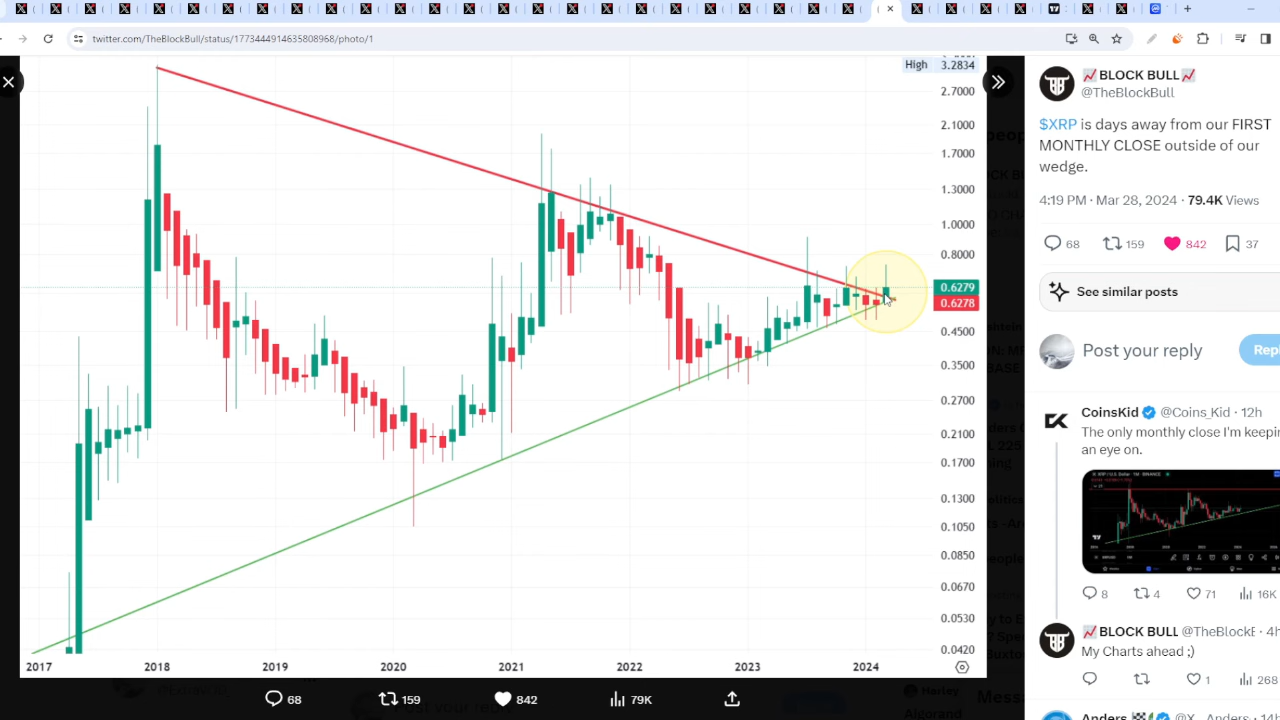 twitter.com/TheBlockBull/status/1773444914635808968/photo/1
High 3.2834
2.7000
2.1000
1.7000
1.3000
1.0000
0.8000
0.6279
0.6278
0.4500
0.3500
0.2700
0.2100
0.1700
0.1300
0.1050
0.0850
0.0670
0.0530
0.0420
2017 2018 2019 2020 2021 2022 2023 2024
68 159 842 79K
BLOCK BULL
@TheBlockBull
$XRP is days away from our FIRST
MONTHLY CLOSE outside of our
wedge.
4:19 PM · Mar 28, 2024 · 79.4K Views
68 159 842 37
See similar posts
Post your reply
Repl
CoinsKid @Coins_Kid · 12h
The only monthly close I'm keepin
an eye on.
8 4 71 16K
BLOCK BULL @TheBlockE · 4h
My Charts ahead ;)
1 268
Anders
Harley
Algorand